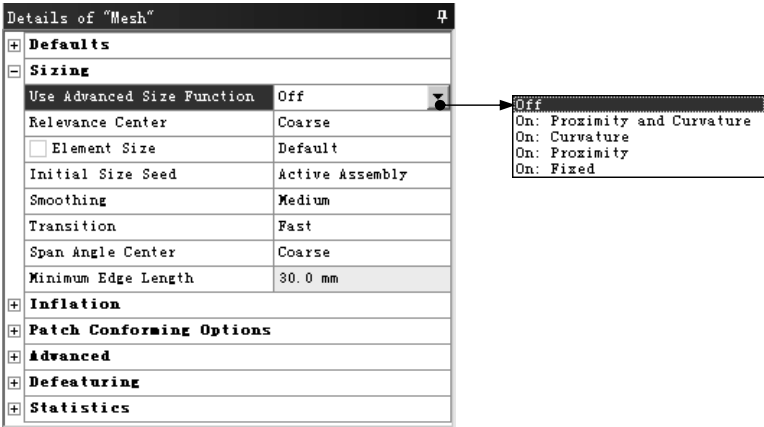 Details of "Mesh"
Defaults
Sizing
Use Advanced Size Function Off
Relevance Center Coarse
Element Size Default
Initial Size Seed Active Assembly
Smoothing Medium
Transition Fast
Span Angle Center Coarse
Minimum Edge Length 30.0 mm
Inflation
Patch Conforming Options
Advanced
Defeaturing
Statistics
Off
On: Proximity and Curvature
On: Curvature
On: Proximity
On: Fixed